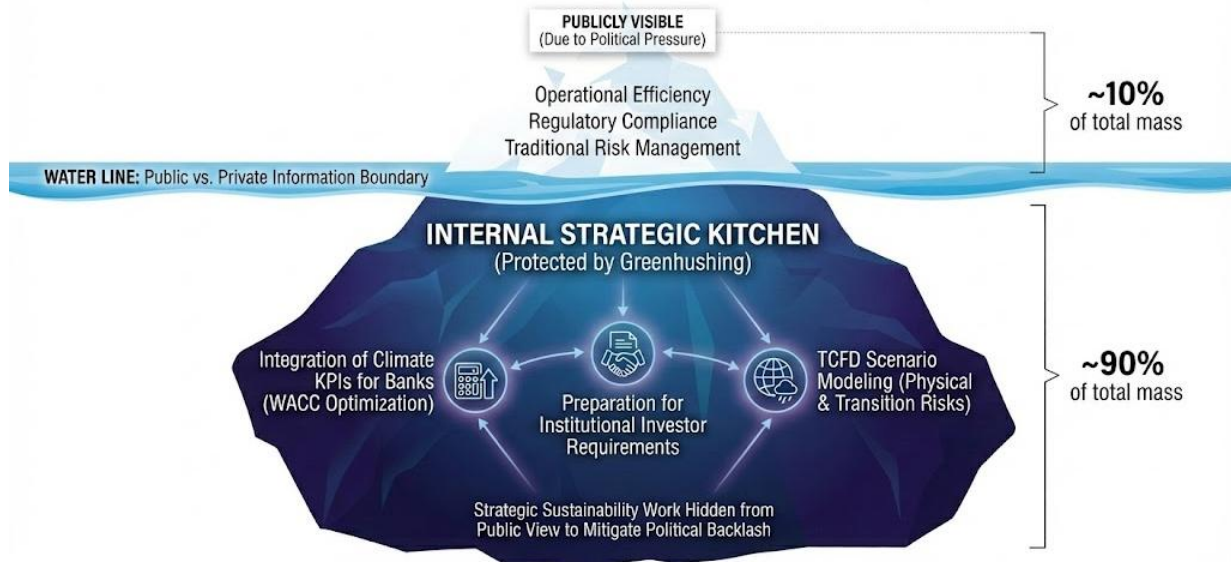 PUBLICLY VISIBLE
(Due to Political Pressure)
Operational Efficiency
Regulatory Compliance
Traditional Risk Management
~10%
of total mass
WATER LINE: Public vs. Private Information Boundary
INTERNAL STRATEGIC KITCHEN
(Protected by Greenhushing)
Integration of Climate
KPIs for Banks
(WACC Optimization)
Preparation for
Institutional Investor
Requirements
TCFD Scenario
Modeling (Physical
& Transition Risks)
~90%
of total mass
Strategic Sustainability Work Hidden from
Public View to Mitigate Political Backlash